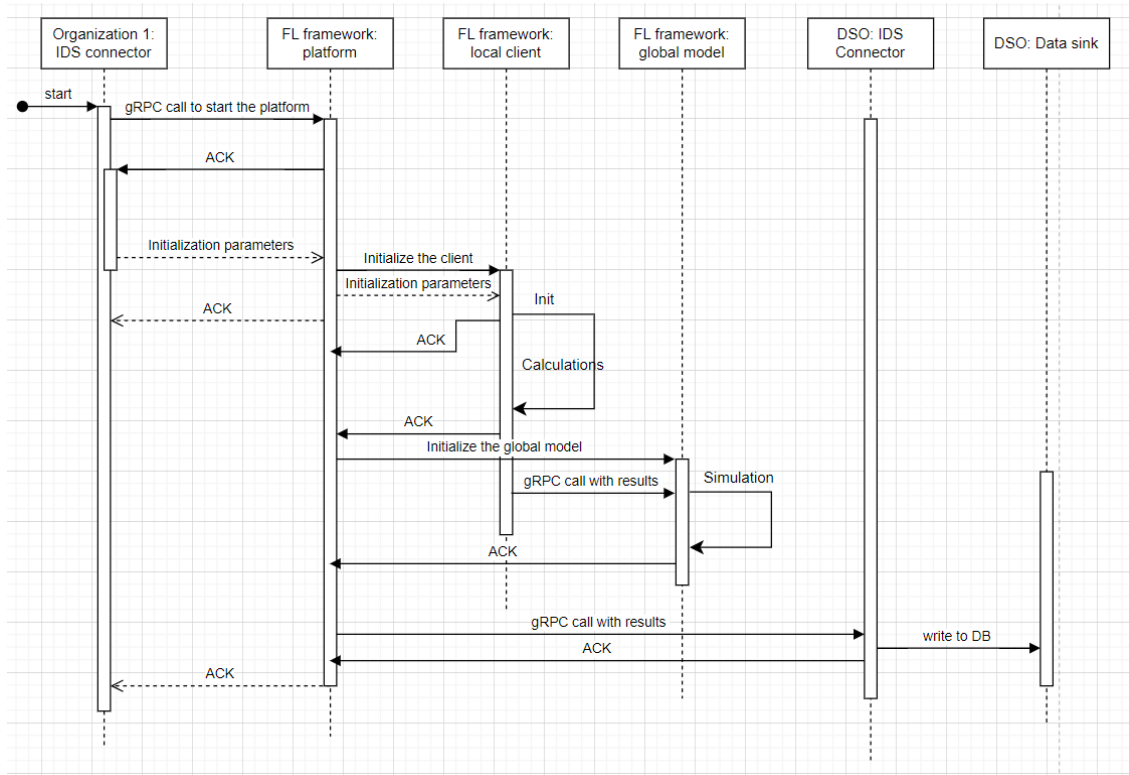 Organization 1:
IDS connector
FL framework:
platform
FL framework:
local client
FL framework:
global model
DSO: IDS
Connector
DSO: Data sink
start
gRPC call to start the platform
ACK
Initialization parameters
Initialize the client
Initialization parameters
Init
ACK
ACK
Calculations
ACK
Initialize the global model
gRPC call with results
Simulation
ACK
gRPC call with results
write to DB
ACK
ACK